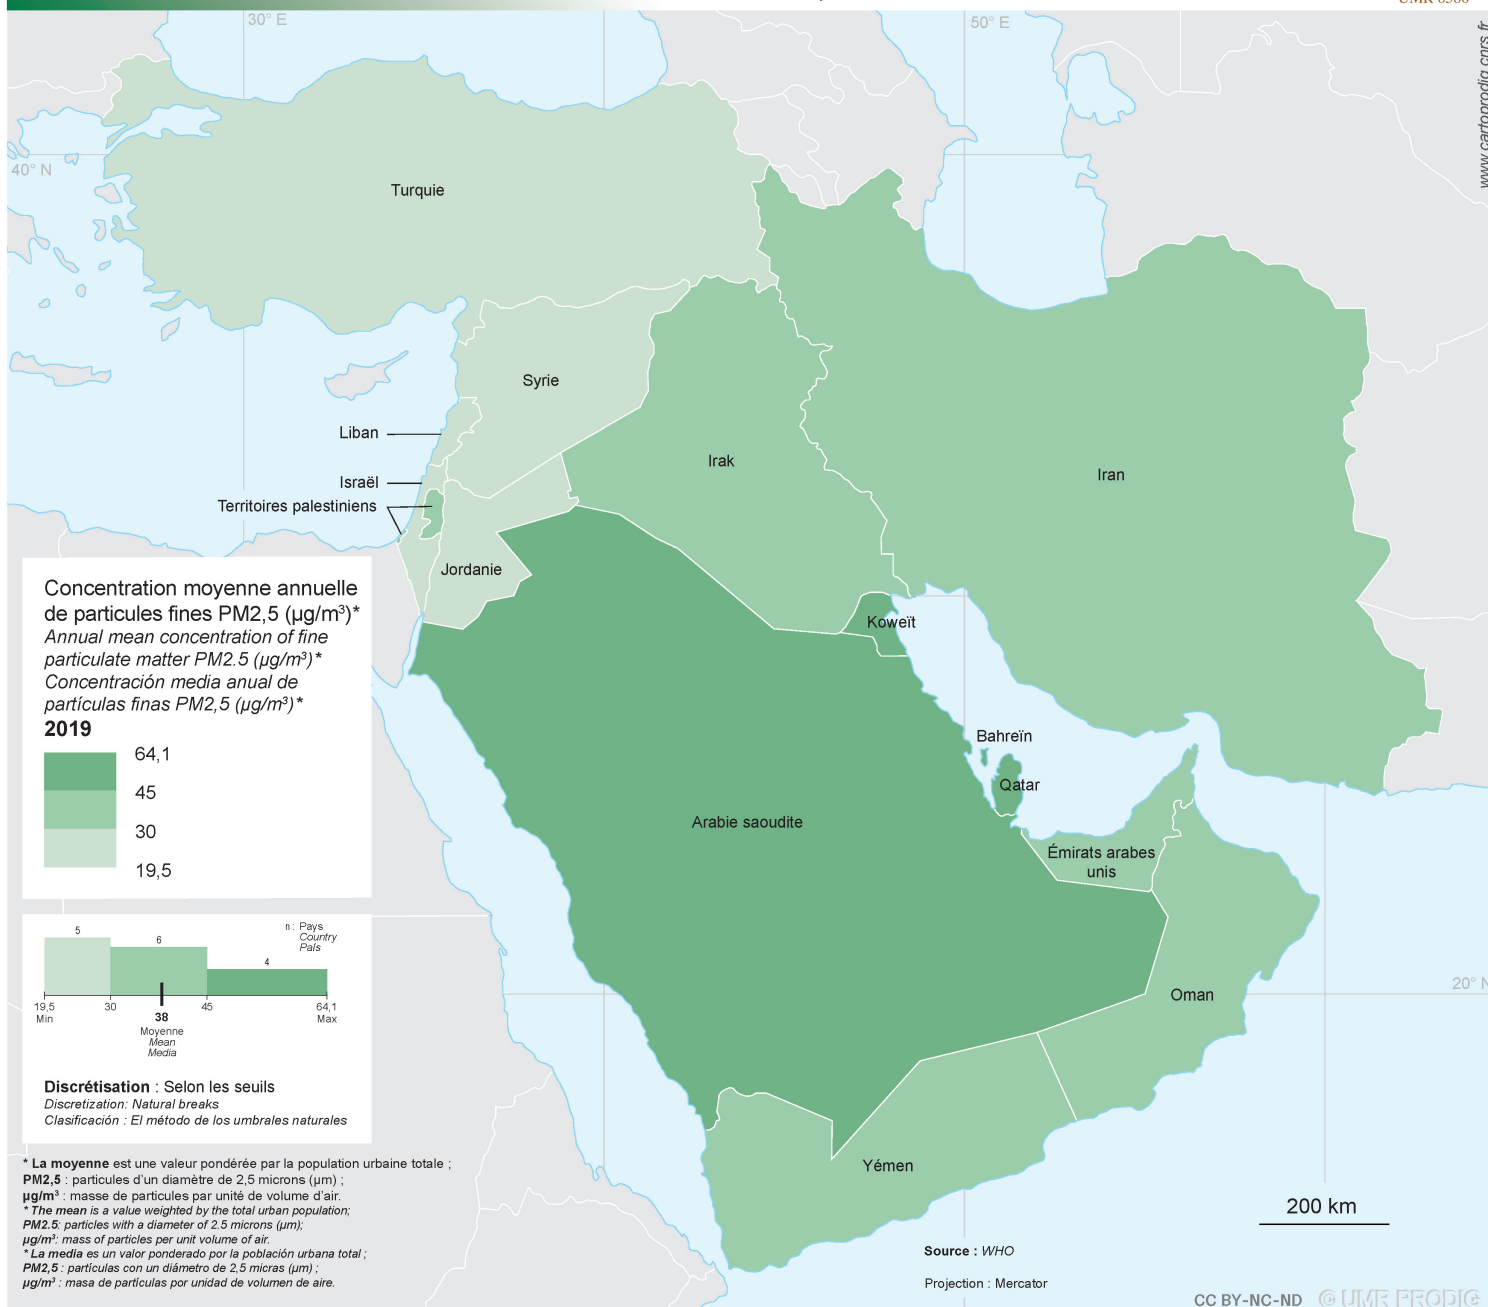 30° E
50° E
www.cartoprodig.cnrs.fr
40° N
Turquie
Syrie
Liban
Irak
Iran
Israël
Territoires palestiniens
Jordanie
Koweït
Bahreïn
Qatar
Arabie saoudite
Émirats arabes
unis
Oman
20° N
Yémen
Concentration moyenne annuelle
de particules fines PM2,5 (µg/m³)*
Annual mean concentration of fine
particulate matter PM2.5 (µg/m³)*
Concentración media anual de
partículas finas PM2,5 (µg/m³)*
2019
64,1
45
30
19,5
n : Pays
Country
País
5
6
4
19,5
30
45
64,1
Min
38
Max
Moyenne
Mean
Media
Discrétisation : Selon les seuils
Discretization: Natural breaks
Clasificación : El método de los umbrales naturales
* La moyenne est une valeur pondérée par la population urbaine totale ;
PM2,5 : particules d'un diamètre de 2,5 microns (µm) ;
µg/m³ : masse de particules par unité de volume d'air.
* The mean is a value weighted by the total urban population;
PM2.5: particles with a diameter of 2.5 microns (µm);
µg/m³: mass of particles per unit volume of air.
* La media es un valor ponderado por la población urbana total ;
PM2,5 : partículas con un diámetro de 2,5 micras (µm) ;
µg/m³ : masa de partículas por unidad de volumen de aire.
200 km
Source : WHO
Projection : Mercator
CC BY-NC-ND © UMR PRODIG